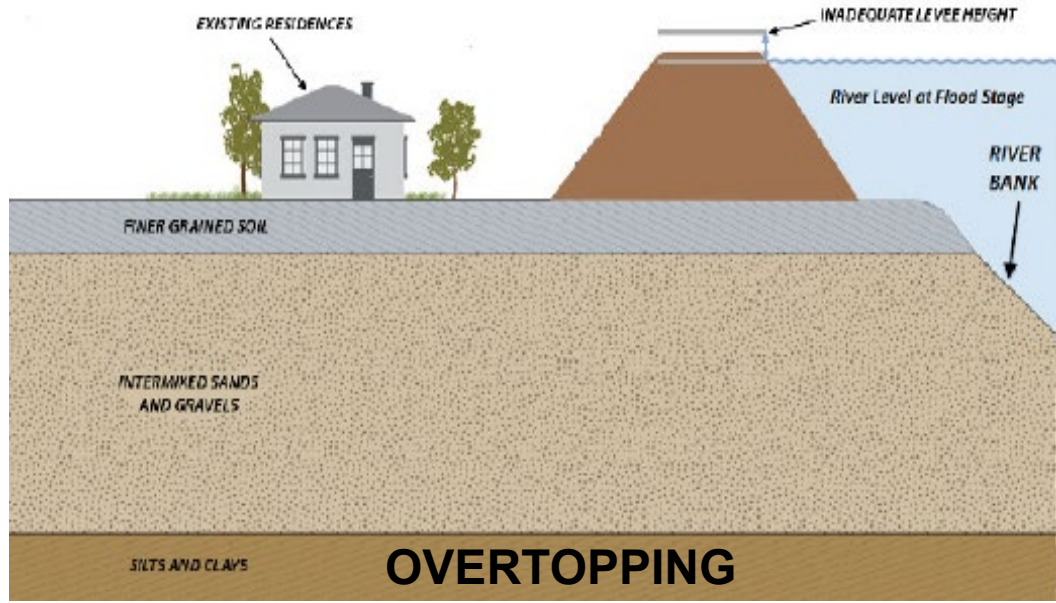 EXISTING RESIDENCES
INADEQUATE LEVEE HEIGHT
River Level at Flood Stage
RIVER
BANK
FINER GRAINED SOIL
INTERMIXED SANDS
AND GRAVELS
SILTS AND CLAYS
OVERTOPPING